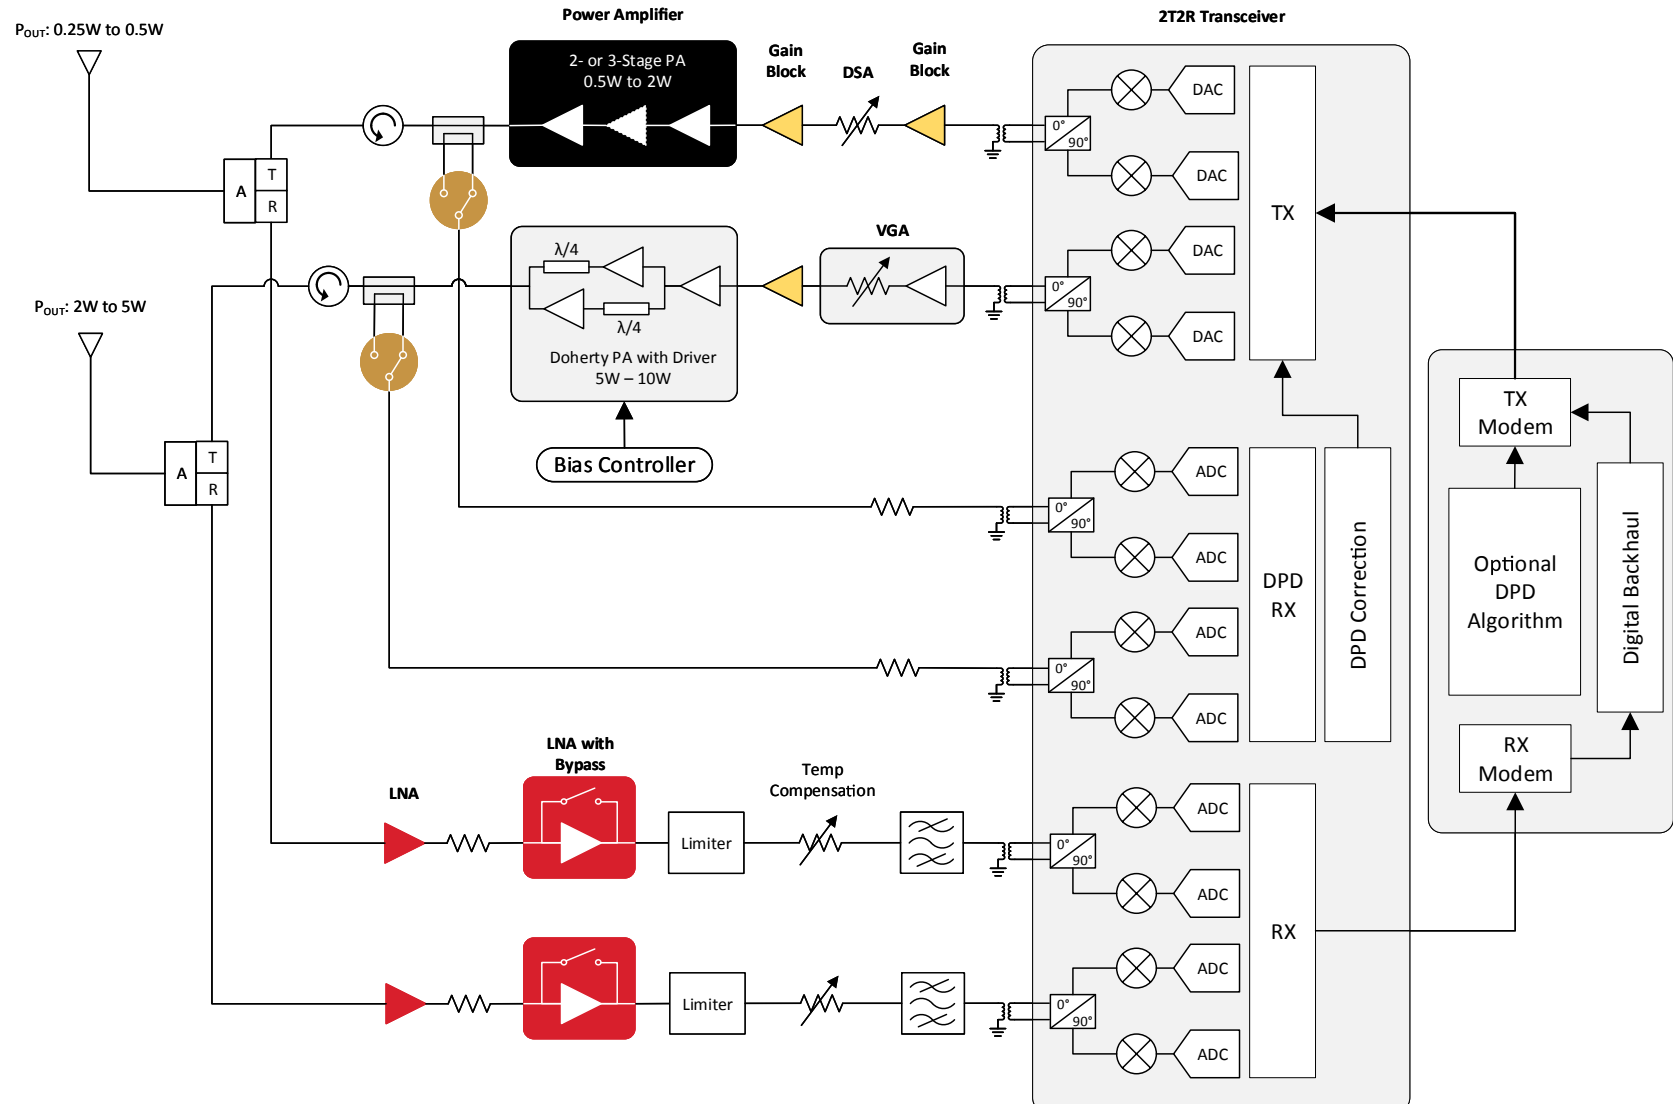 Power Amplifier
2T2R Transceiver
POUT: 0.25W to 0.5W
2- or 3-Stage PA
0.5W to 2W
Gain
Block
DSA
Gain
Block
0°
90°
DAC
DAC
A
T
R
TX
VGA
λ/4
λ/4
Doherty PA with Driver
5W – 10W
0°
90°
DAC
DAC
POUT: 2W to 5W
Bias Controller
A
T
R
TX
Modem
Optional
DPD
Algorithm
Digital Backhaul
RX
Modem
0°
90°
ADC
ADC
DPD
RX
DPD Correction
0°
90°
ADC
ADC
LNA
LNA with
Bypass
Limiter
Temp
Compensation
0°
90°
ADC
ADC
RX
Limiter
0°
90°
ADC
ADC